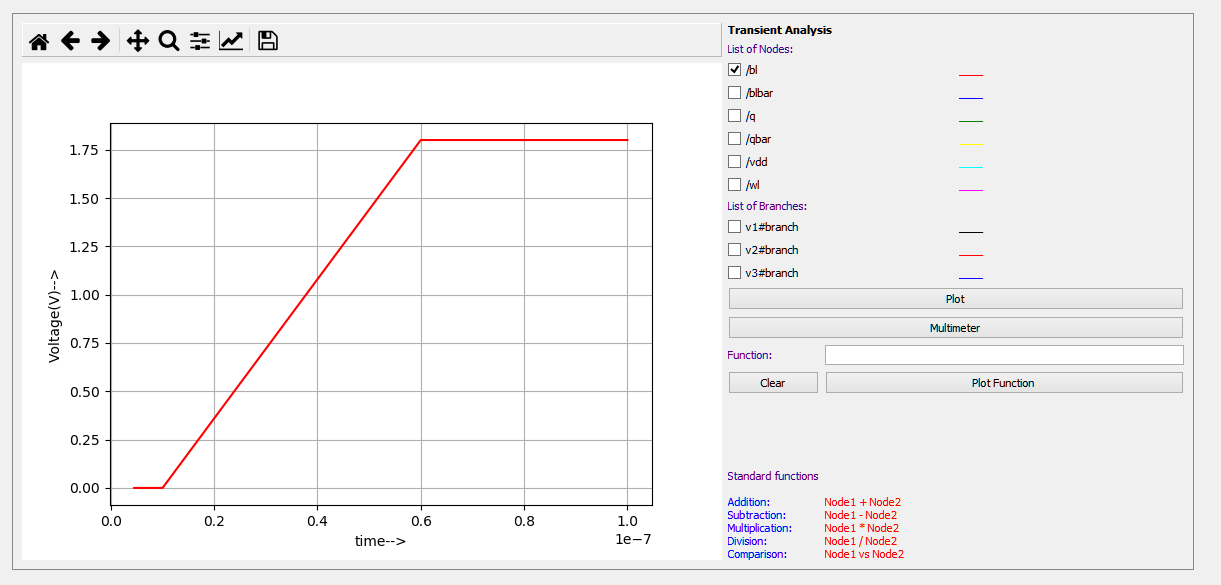 Transient Analysis
List of Nodes:
/bl
/blbar
/q
/qbar
/vdd
/wl
List of Branches:
v1#branch
v2#branch
v3#branch
Plot
Multimeter
Function:
Clear Plot Function
Standard functions
Addition: Node1 + Node2
Subtraction: Node1 - Node2
Multiplication: Node1 * Node2
Division: Node1 / Node2
Comparison: Node1 vs Node2
Voltage(V)-->
1.75
1.50
1.25
1.00
0.75
0.50
0.25
0.00
0.0 0.2 0.4 0.6 0.8 1.0
time-->
1e−7